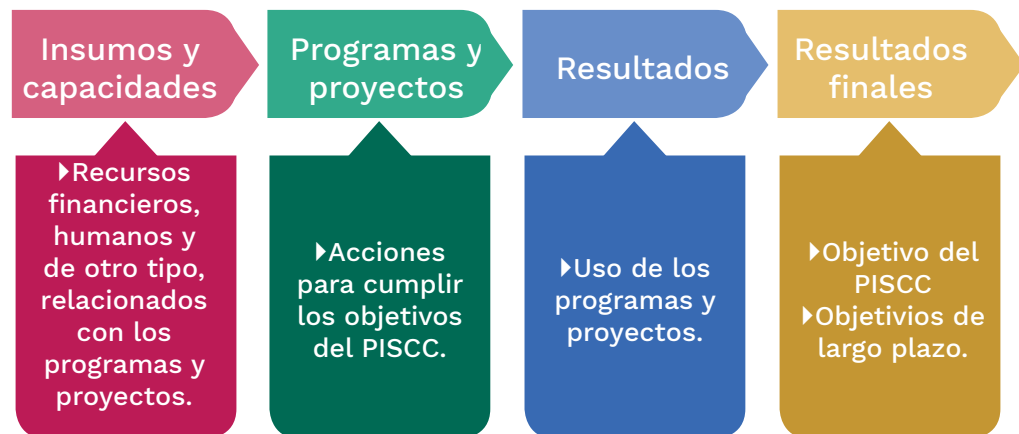 Insumos y
capacidades
Programas y
proyectos
Resultados
Resultados
finales
▶Recursos
financieros,
humanos y
de otro tipo,
relacionados
con los
programas y
proyectos.
▶Acciones
para cumplir
los objetivos
del PISCC.
▶Uso de los
programas y
proyectos.
▶Objetivo del
PISCC
▶Objetivios de
largo plazo.